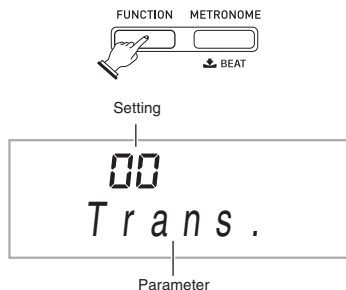 FUNCTION METRONOME
BEAT
Setting
00
Trans.
Parameter